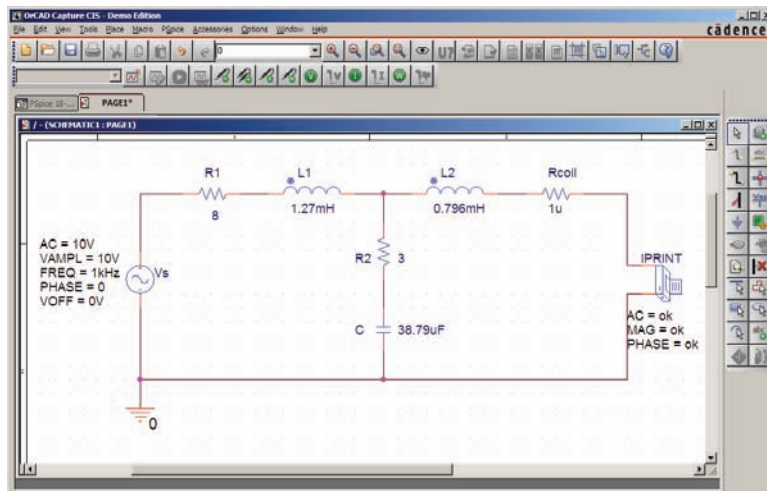 OrCAD Capture CIS - Demo Edition
File Edit View Tools Place Macro PSpice Accessories Options Window Help
cādence
0
U?
V I W
PAGE1*
/ - (SCHEMATIC1 : PAGE1)
R1 L1 L2 Rcoil
8 1.27mH 0.796mH 1u
AC = 10V
VAMPL = 10V
FREQ = 1kHz
PHASE = 0
VOFF = 0V
Vs
R2 3
IPRINT
C 38.79uF
AC = ok
MAG = ok
PHASE = ok
0